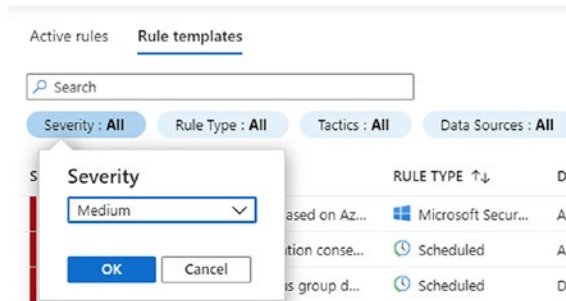 Active rules Rule templates
Search
Severity : All Rule Type : All Tactics : All Data Sources : All
Severity
S RULE TYPE ↑↓ D
Medium
ased on Az... Microsoft Secur... A
tion conse... Scheduled A
OK Cancel
s group d... Scheduled D